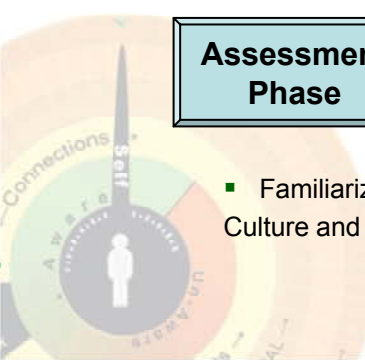 Assessmen
Phase
Connections
Self
Aware
Un-Aware
▪ Familiariz
Culture and